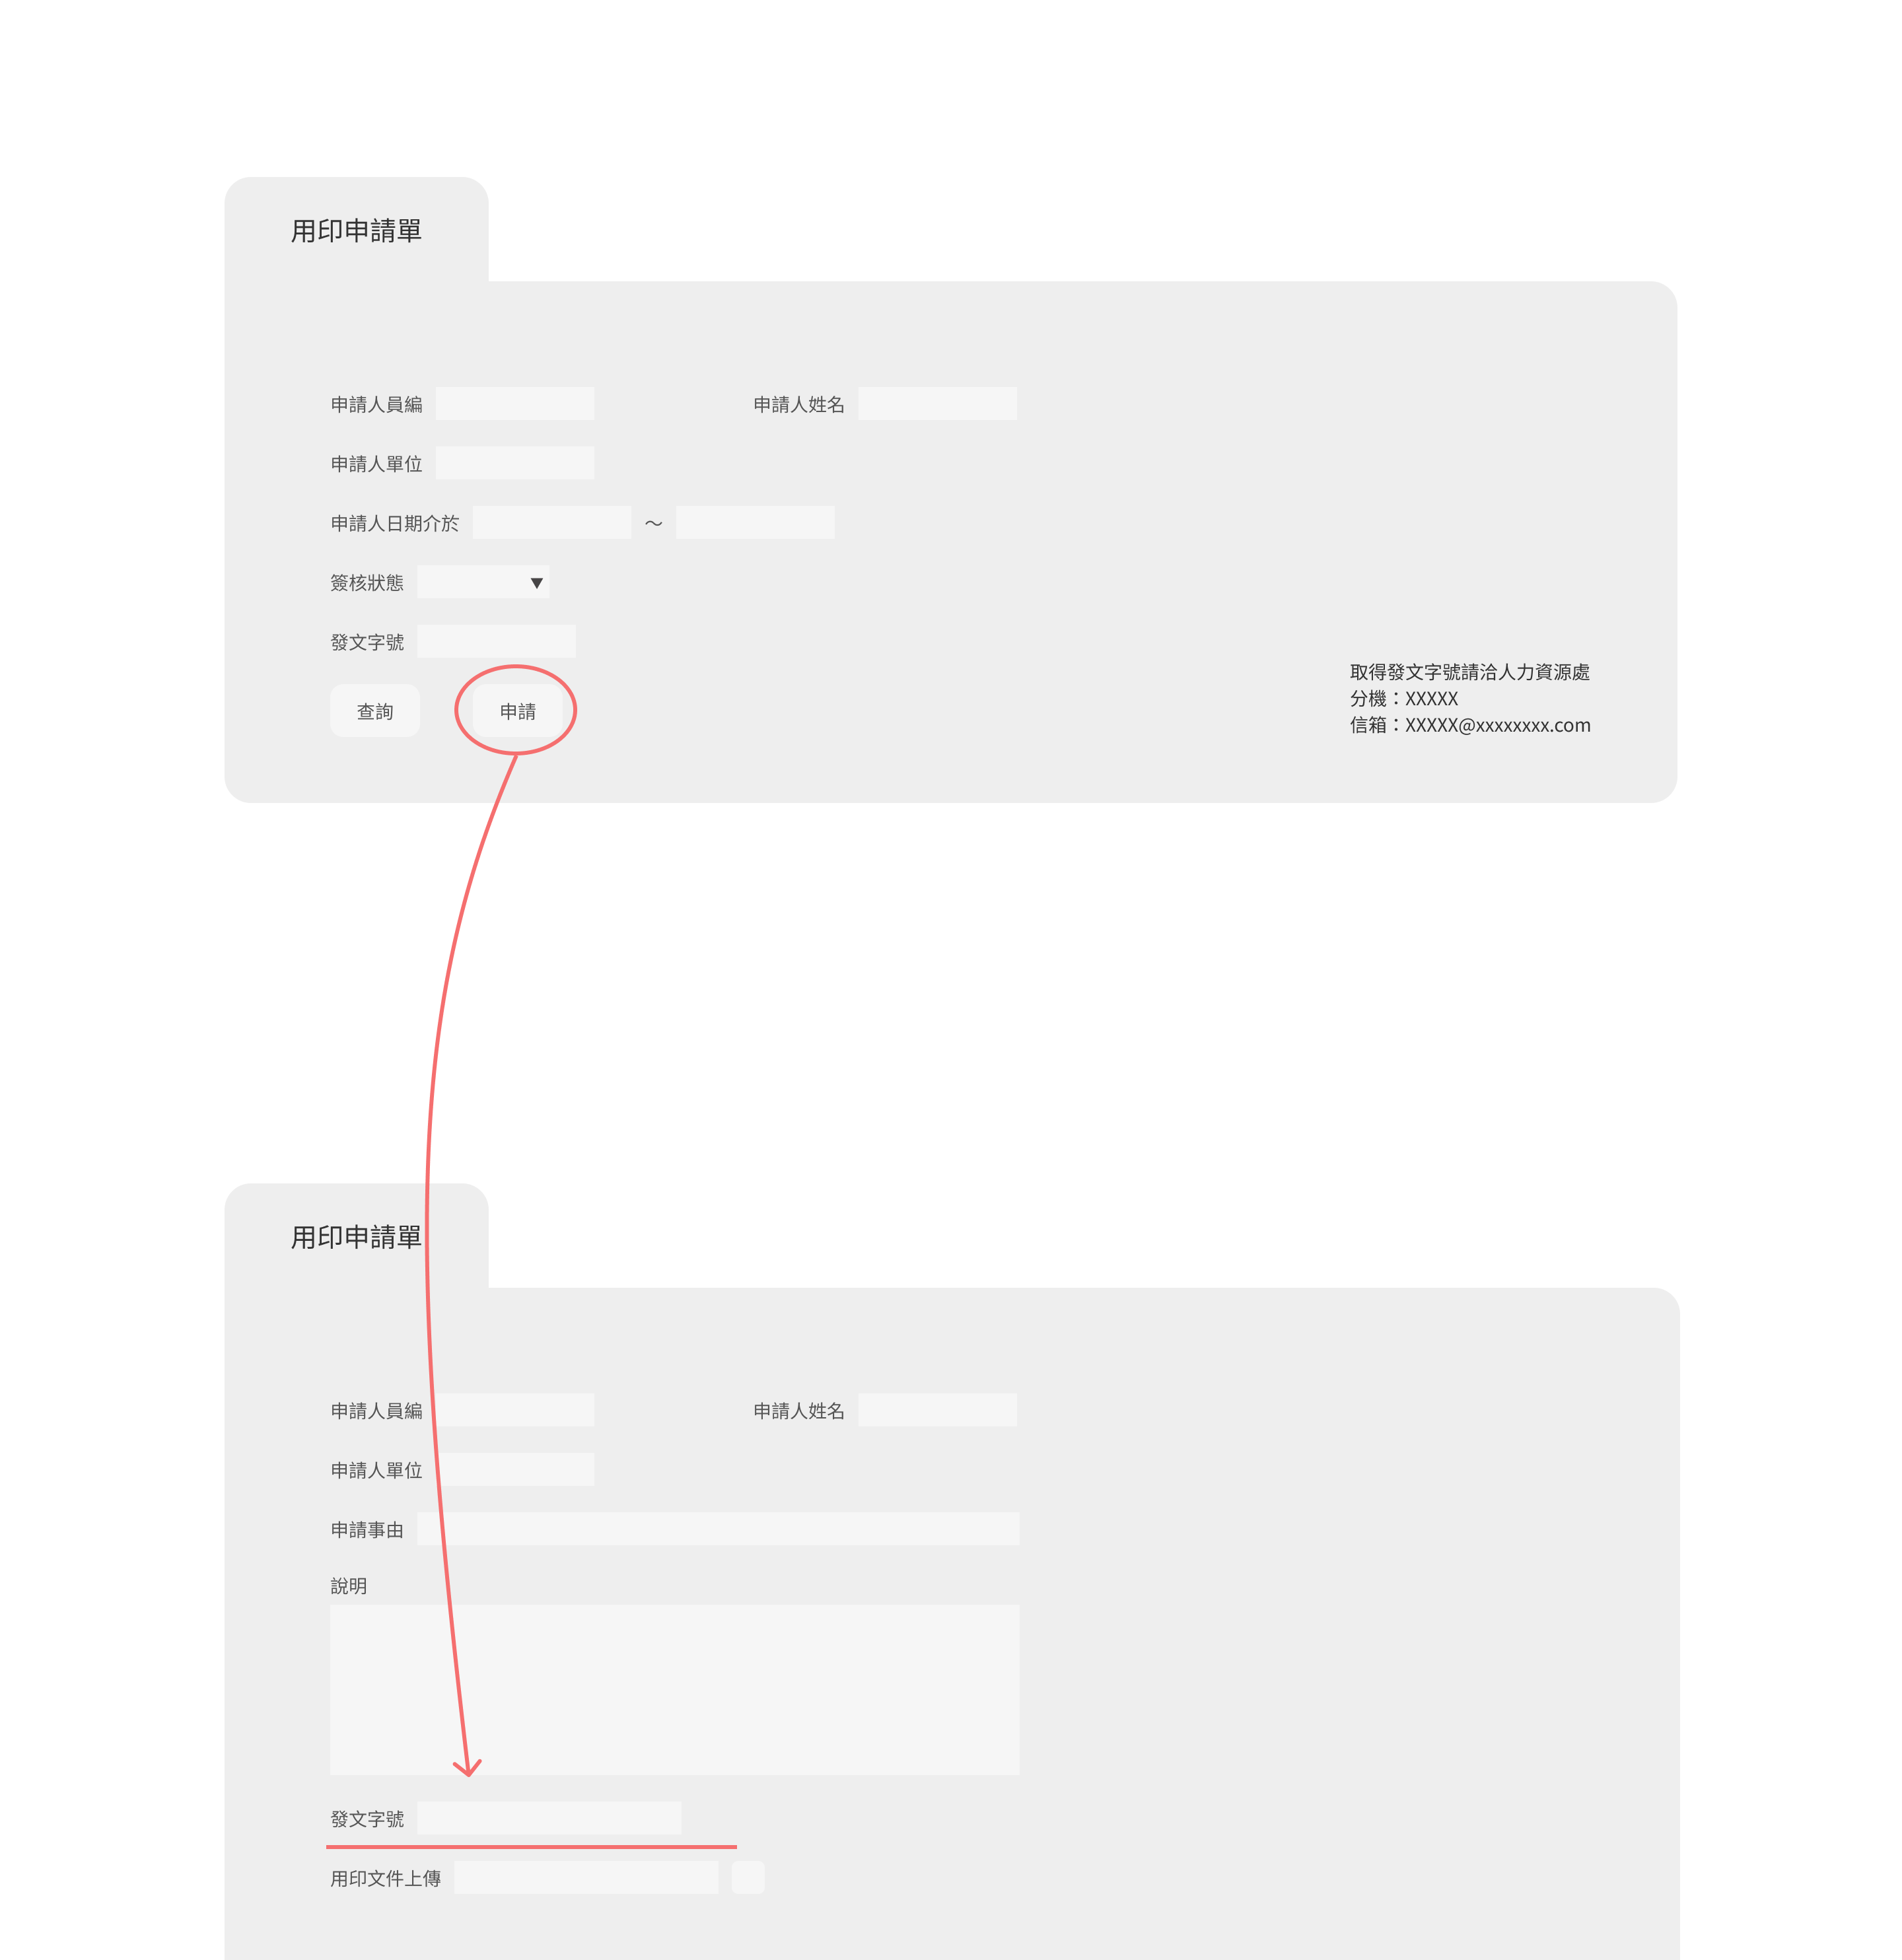 用印申請單
申請人員編 申請人姓名
申請人單位
申請人日期介於 ～
簽核狀態 ▼
發文字號
查詢 申請
取得發文字號請洽人力資源處
分機：XXXXX
信箱：XXXXX@xxxxxxxx.com
用印申請單
申請人員編 申請人姓名
申請人單位
申請事由
說明
發文字號
用印文件上傳